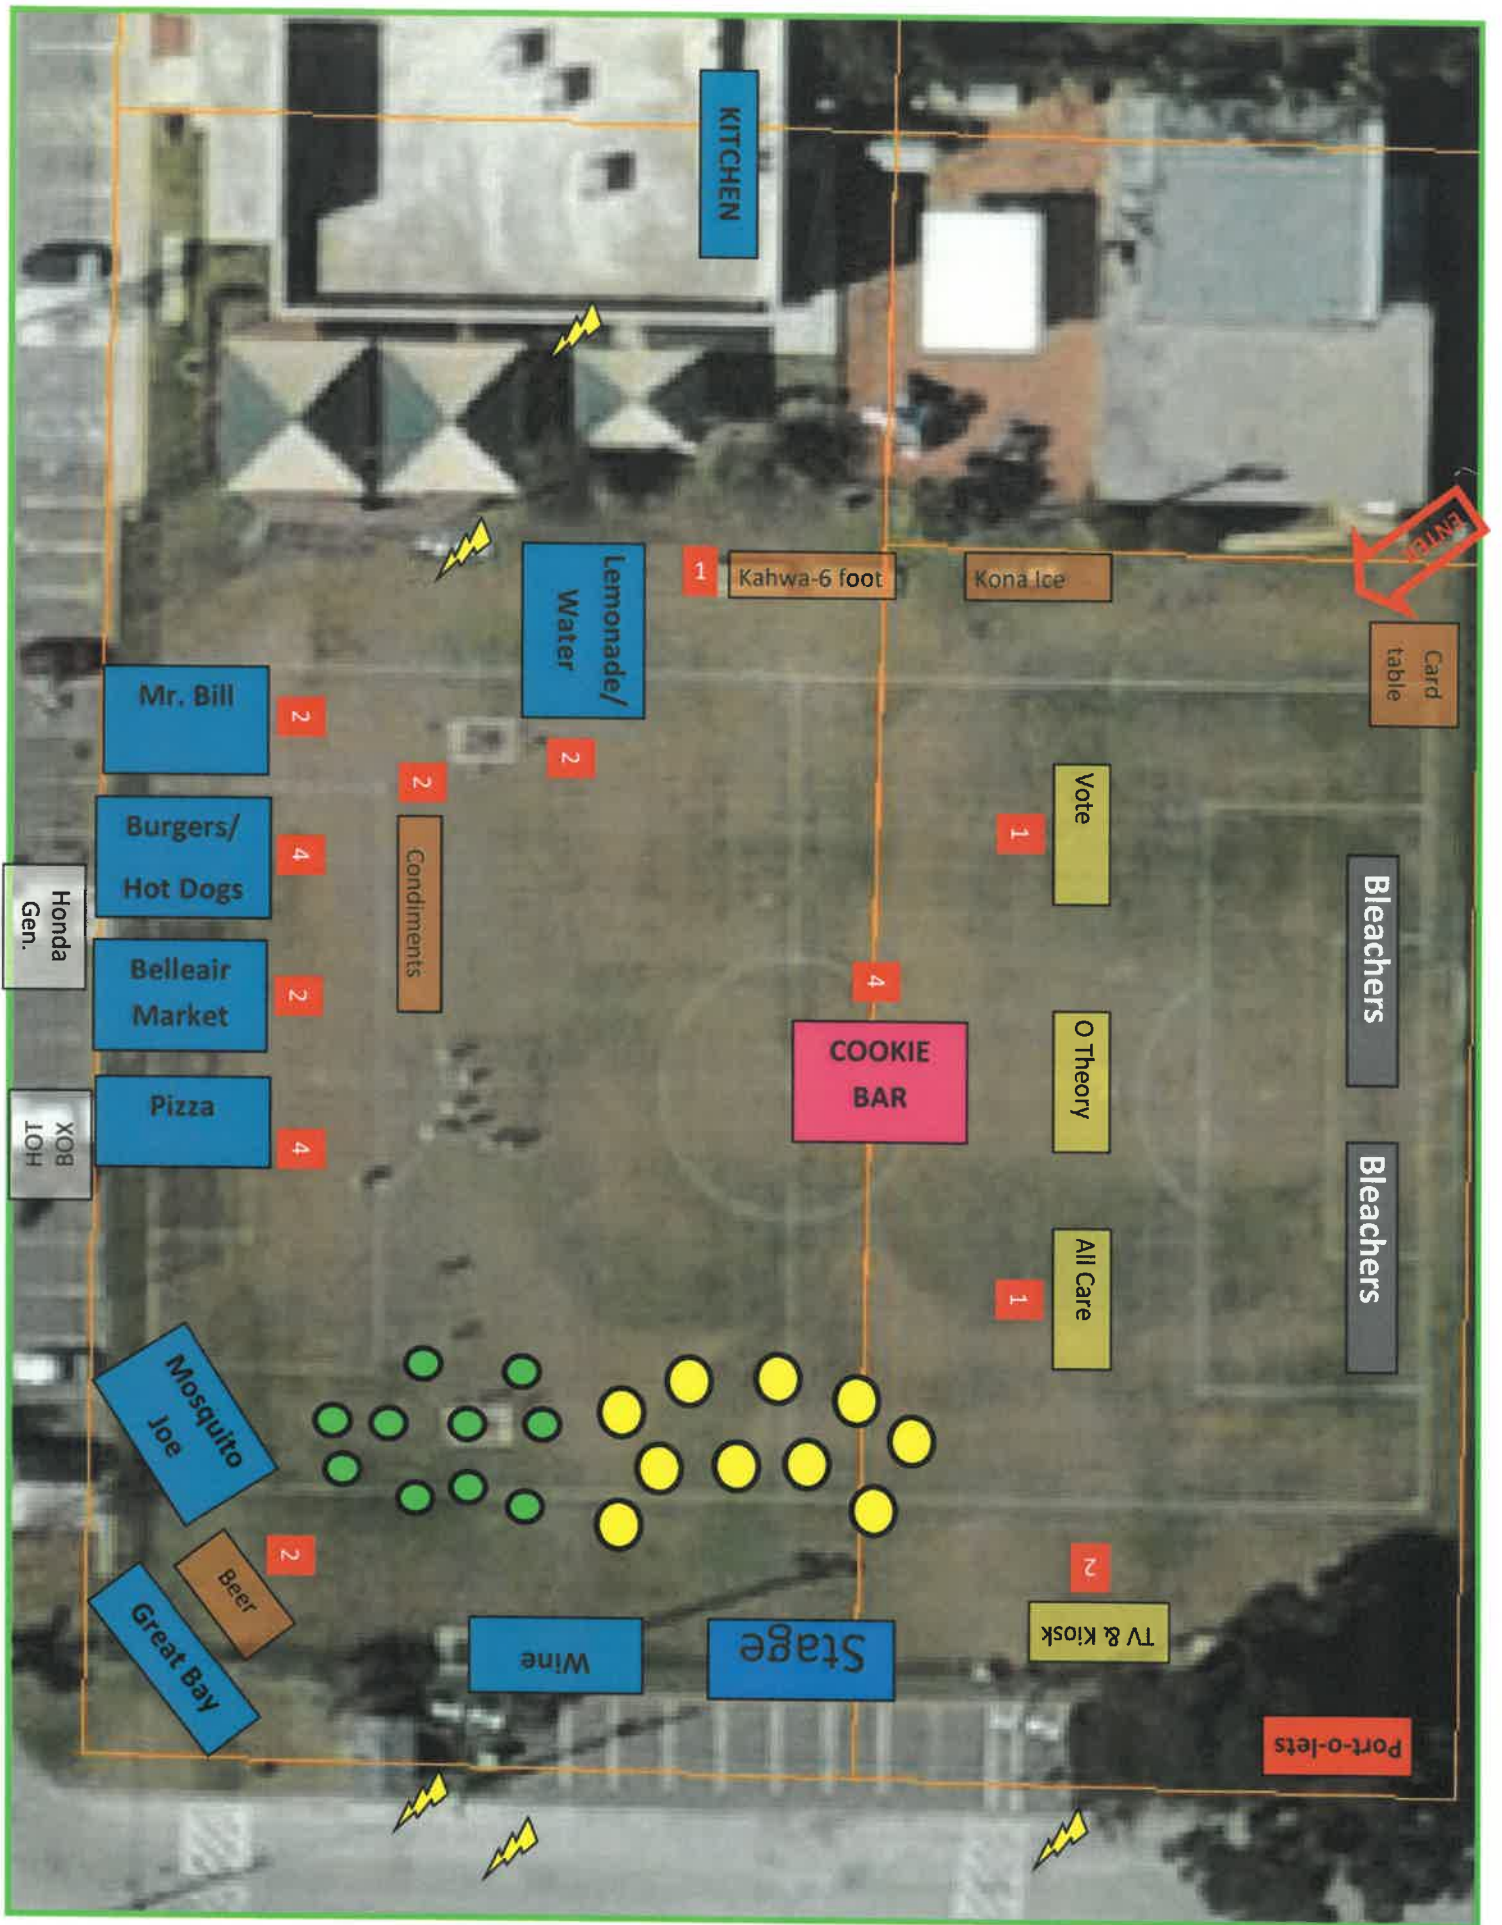 KITCHEN
ENTER
1
Kahwa-6 foot
Kona Ice
Lemonade/
Water
Card
table
Mr. Bill
2
2
2
Vote
1
Burgers/
Hot Dogs
4
Condiments
Bleachers
Honda
Gen.
Belleair
Market
2
4
COOKIE
BAR
O Theory
Pizza
4
HOT
BOX
Bleachers
All Care
1
Mosquito
Joe
2
Beer
Great Bay
Wine
Stage
2
TV & Kiosk
Port-o-lets